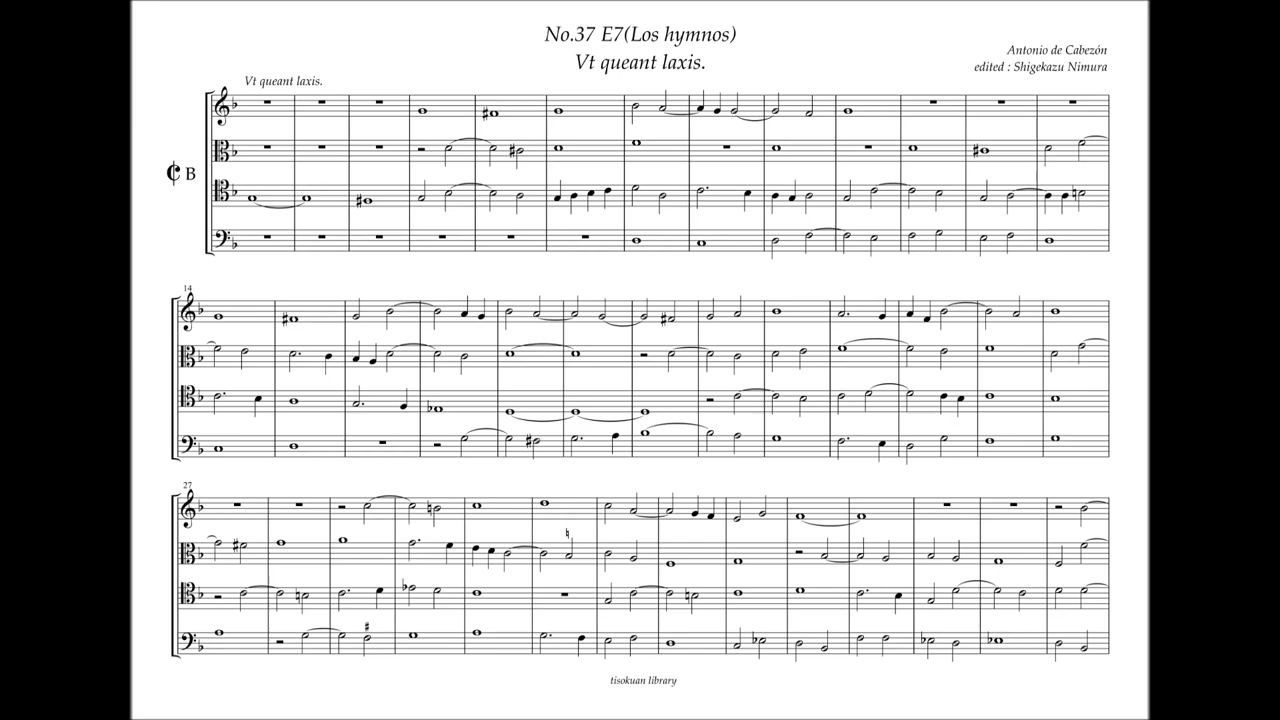 No.37 E7(Los hymnos)
Vt queant laxis.
Antonio de Cabezón
edited : Shigekazu Nimura
Vt queant laxis.
B
14
27
tisokuan library